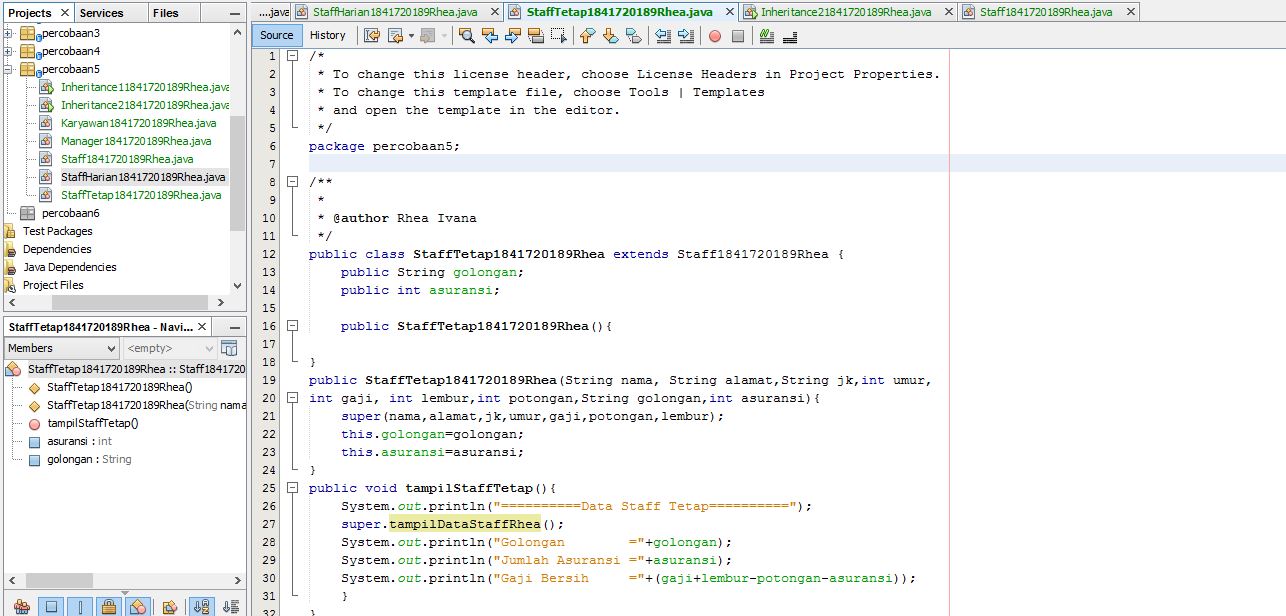 Projects
Services
Files
percobaan3
percobaan4
percobaan5
Inheritance11841720189Rhea.java
Inheritance21841720189Rhea.java
Karyawan1841720189Rhea.java
Manager1841720189Rhea.java
Staff1841720189Rhea.java
StaffHarian1841720189Rhea.java
StaffTetap1841720189Rhea.java
percobaan6
Test Packages
Dependencies
Java Dependencies
Project Files
StaffTetap1841720189Rhea - Navi...
Members
<empty>
StaffTetap1841720189Rhea :: Staff1841720
StaffTetap1841720189Rhea()
StaffTetap1841720189Rhea(String nama
tampilStaffTetap()
asuransi : int
golongan : String
....java
StaffHarian1841720189Rhea.java
StaffTetap1841720189Rhea.java
Inheritance21841720189Rhea.java
Staff1841720189Rhea.java
Source
History
1 /*
2 * To change this license header, choose License Headers in Project Properties.
3 * To change this template file, choose Tools | Templates
4 * and open the template in the editor.
5 */
6 package percobaan5;
7
8 /**
9 *
10 * @author Rhea Ivana
11 */
12 public class StaffTetap1841720189Rhea extends Staff1841720189Rhea {
13 public String golongan;
14 public int asuransi;
15
16 public StaffTetap1841720189Rhea(){
17
18 }
19 public StaffTetap1841720189Rhea(String nama, String alamat,String jk,int umur,
20 int gaji, int lembur,int potongan,String golongan,int asuransi){
21 super(nama,alamat,jk,umur,gaji,potongan,lembur);
22 this.golongan=golongan;
23 this.asuransi=asuransi;
24 }
25 public void tampilStaffTetap(){
26 System.out.println("==========Data Staff Tetap==========");
27 super.tampilDataStaffRhea();
28 System.out.println("Golongan        ="+golongan);
29 System.out.println("Jumlah Asuransi ="+asuransi);
30 System.out.println("Gaji Bersih     ="+(gaji+lembur-potongan-asuransi));
31 }
32 }